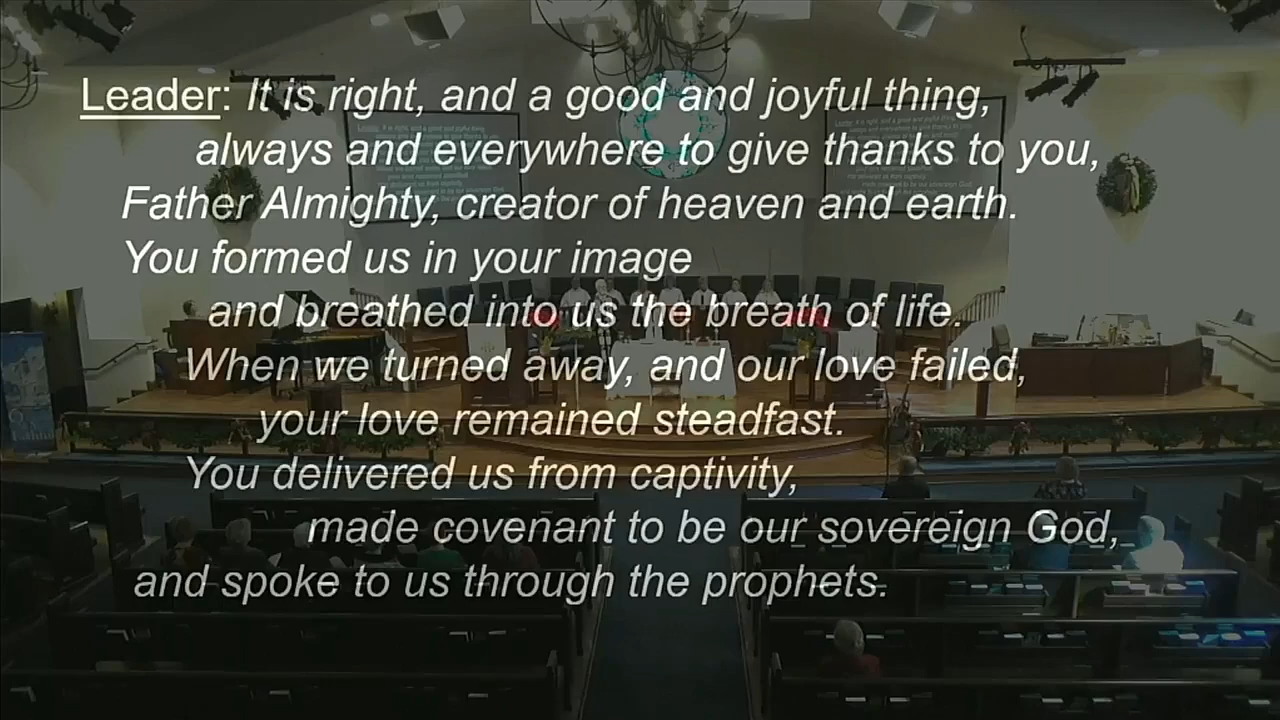 Leader: It is right, and a good and joyful thing,
always and everywhere to give thanks to you,
Father Almighty, creator of heaven and earth.
You formed us in your image
and breathed into us the breath of life.
When we turned away, and our love failed,
your love remained steadfast.
You delivered us from captivity,
made covenant to be our sovereign God,
and spoke to us through the prophets.